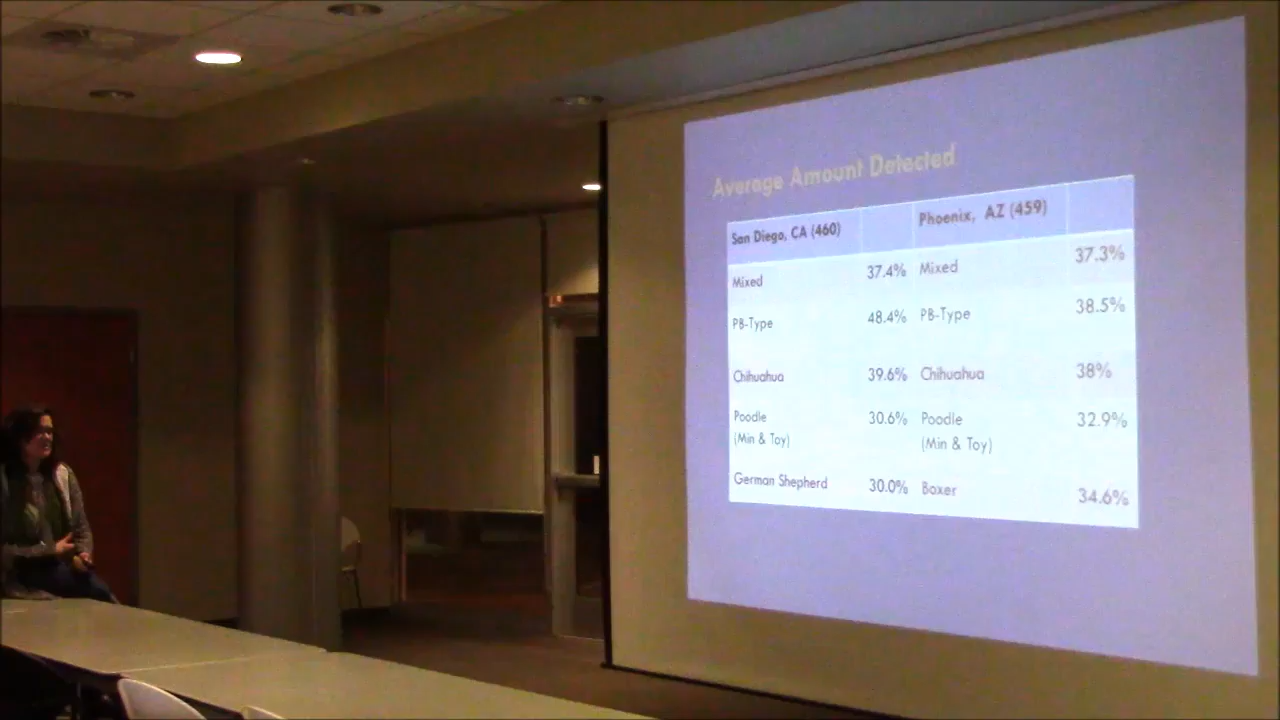 Average Amount Detected
San Diego, CA (460) Phoenix, AZ (459)
Mixed 37.4% Mixed 37.3%
PB-Type 48.4% PB-Type 38.5%
Chihuahua 39.6% Chihuahua 38%
Poodle 30.6% Poodle 32.9%
(Min & Toy) (Min & Toy)
German Shepherd 30.0% Boxer 34.6%